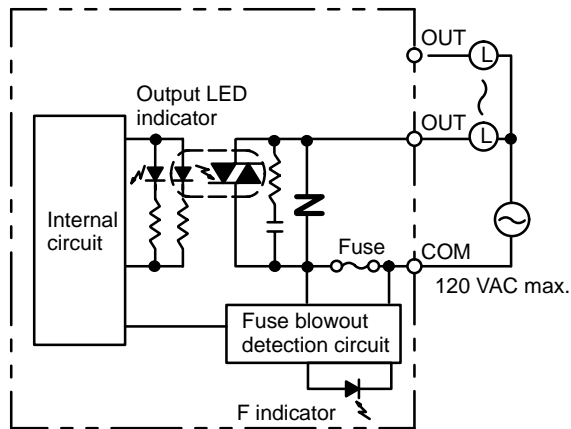 OUT
L
Output LED
indicator
OUT
L
Internal
circuit
Fuse
COM
120 VAC max.
Fuse blowout
detection circuit
F indicator